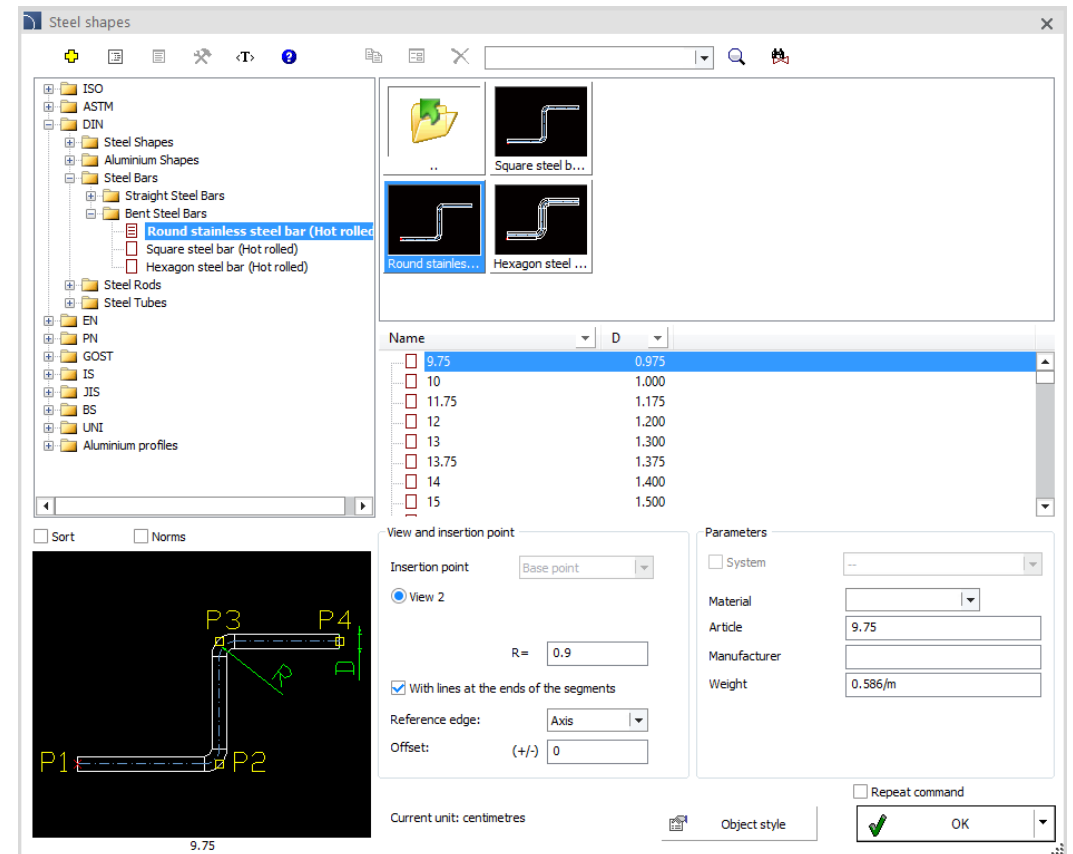 Steel shapes
<T>
ISO
ASTM
DIN
Steel Shapes
Aluminium Shapes
Steel Bars
Straight Steel Bars
Bent Steel Bars
Round stainless steel bar (Hot rolled
Square steel bar (Hot rolled)
Hexagon steel bar (Hot rolled)
Steel Rods
Steel Tubes
EN
PN
GOST
IS
JIS
BS
UNI
Aluminium profiles
..
Square steel b...
Round stainles...
Hexagon steel ...
Name D
9.75 0.975
10 1.000
11.75 1.175
12 1.200
13 1.300
13.75 1.375
14 1.400
15 1.500
Sort Norms
P3 P4
R D
P1 P2
9.75
View and insertion point
Insertion point Base point
View 2
R= 0.9
With lines at the ends of the segments
Reference edge: Axis
Offset: (+/-) 0
Parameters
System --
Material
Article 9.75
Manufacturer
Weight 0.586/m
Repeat command
Current unit: centimetres
Object style
OK